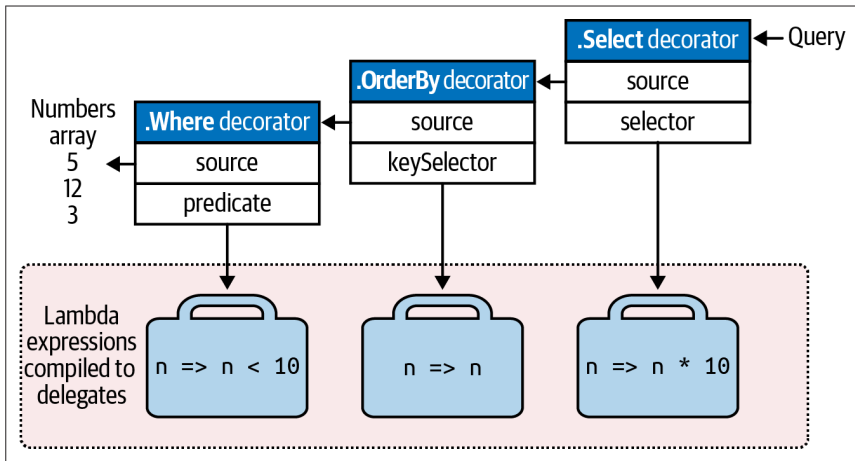 .Select decorator
Query
source
selector
.OrderBy decorator
source
keySelector
Numbers
array
5
12
3
.Where decorator
source
predicate
Lambda
expressions
compiled to
delegates
n => n < 10
n => n
n => n * 10